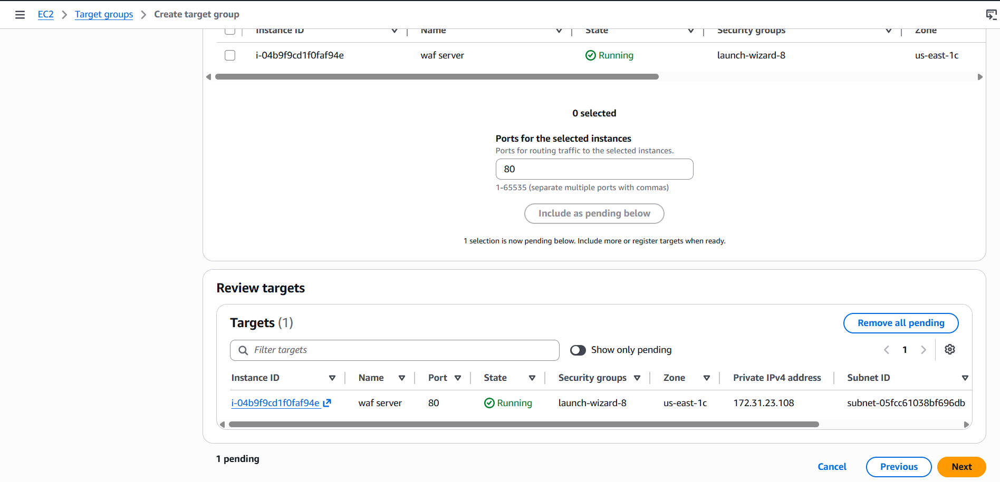 EC2 > Target groups > Create target group
Instance ID Name State Security groups Zone
i-04b9f9cd1f0faf94e waf server Running launch-wizard-8 us-east-1c
0 selected
Ports for the selected instances
Ports for routing traffic to the selected instances.
80
1-65535 (separate multiple ports with commas)
Include as pending below
1 selection is now pending below. Include more or register targets when ready.
Review targets
Targets (1) Remove all pending
Filter targets Show only pending 1
Instance ID Name Port State Security groups Zone Private IPv4 address Subnet ID
i-04b9f9cd1f0faf94e waf server 80 Running launch-wizard-8 us-east-1c 172.31.23.108 subnet-05fcc61038bf696db
1 pending
Cancel Previous Next